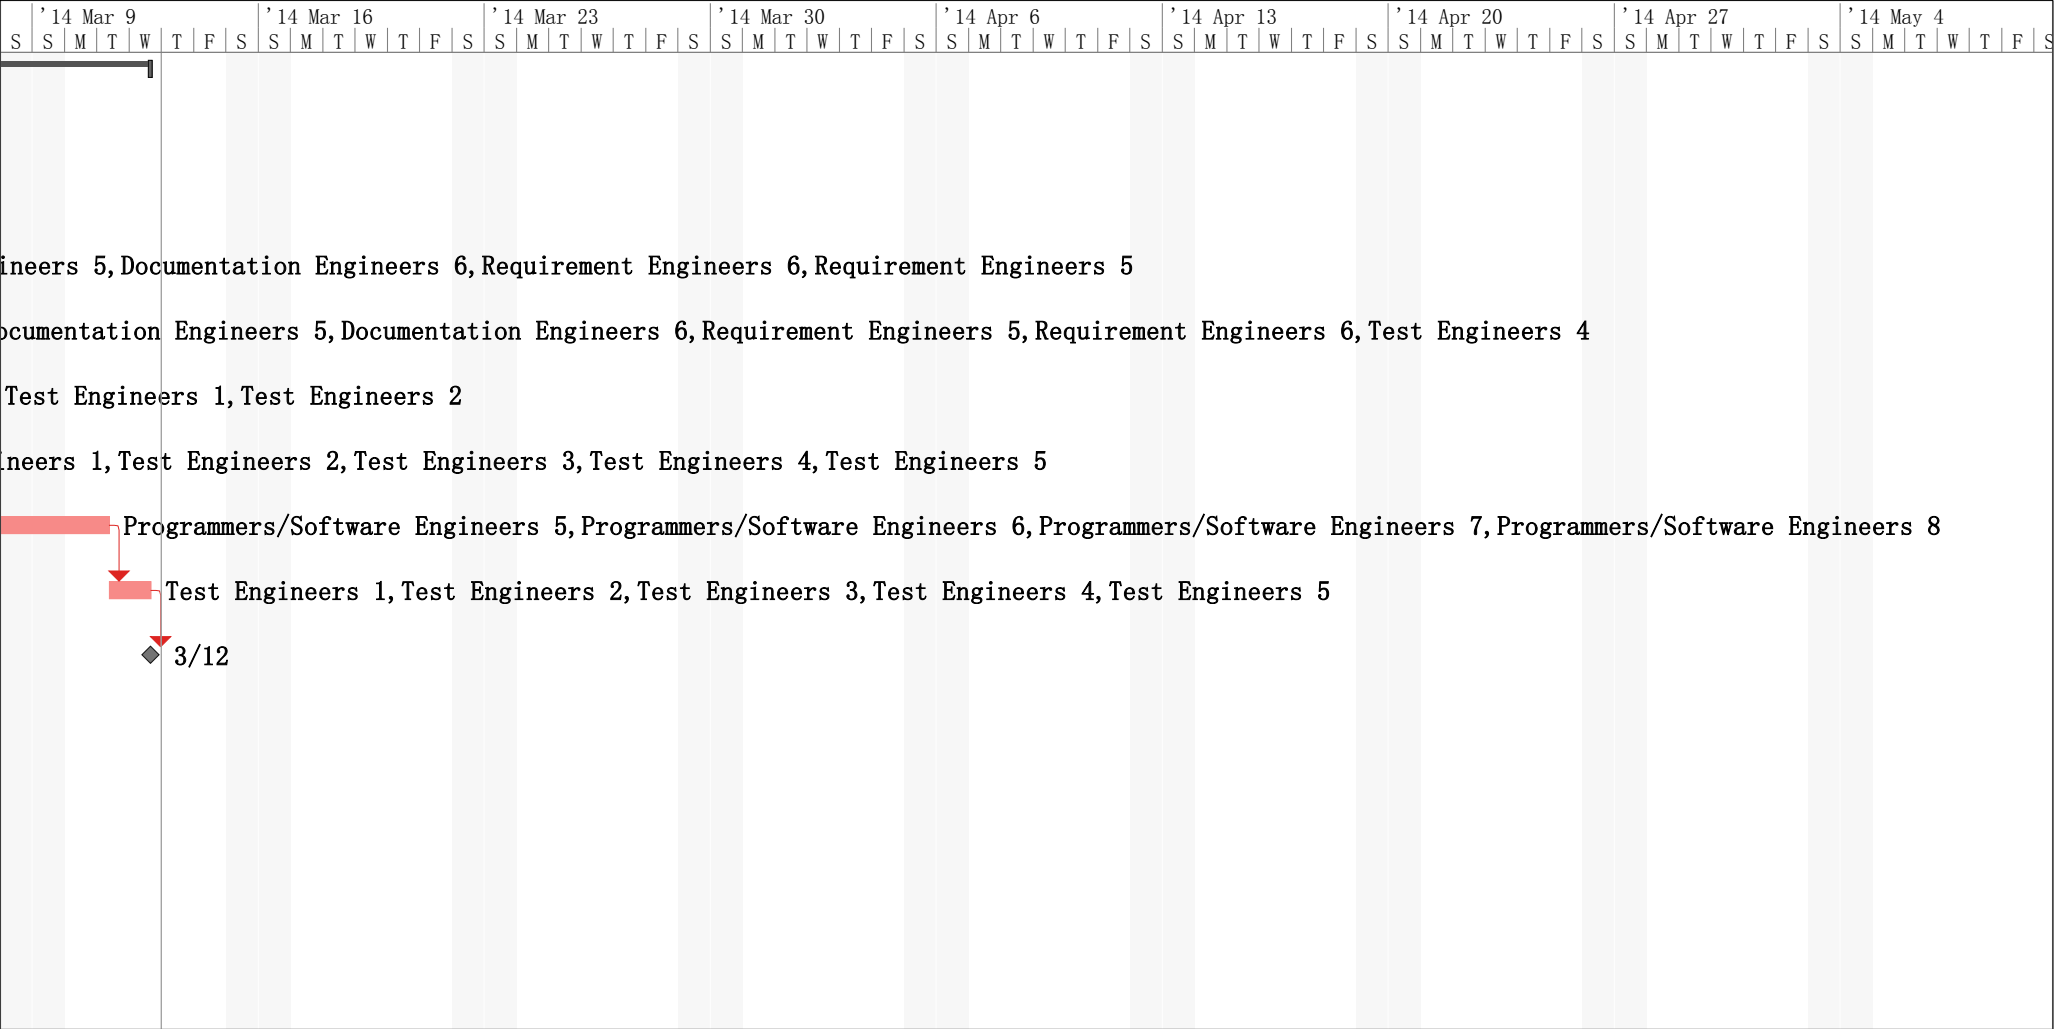 '14 Mar 9 '14 Mar 16 '14 Mar 23 '14 Mar 30 '14 Apr 6 '14 Apr 13 '14 Apr 20 '14 Apr 27 '14 May 4
S S M T W T F S S M T W T F S S M T W T F S S M T W T F S S M T W T F S S M T W T F S S M T W T F S S M T W T F S S M T W T F S
ineers 5,Documentation Engineers 6,Requirement Engineers 6,Requirement Engineers 5
ocumentation Engineers 5,Documentation Engineers 6,Requirement Engineers 5,Requirement Engineers 6,Test Engineers 4
Test Engineers 1,Test Engineers 2
ineers 1,Test Engineers 2,Test Engineers 3,Test Engineers 4,Test Engineers 5
Programmers/Software Engineers 5,Programmers/Software Engineers 6,Programmers/Software Engineers 7,Programmers/Software Engineers 8
Test Engineers 1,Test Engineers 2,Test Engineers 3,Test Engineers 4,Test Engineers 5
3/12